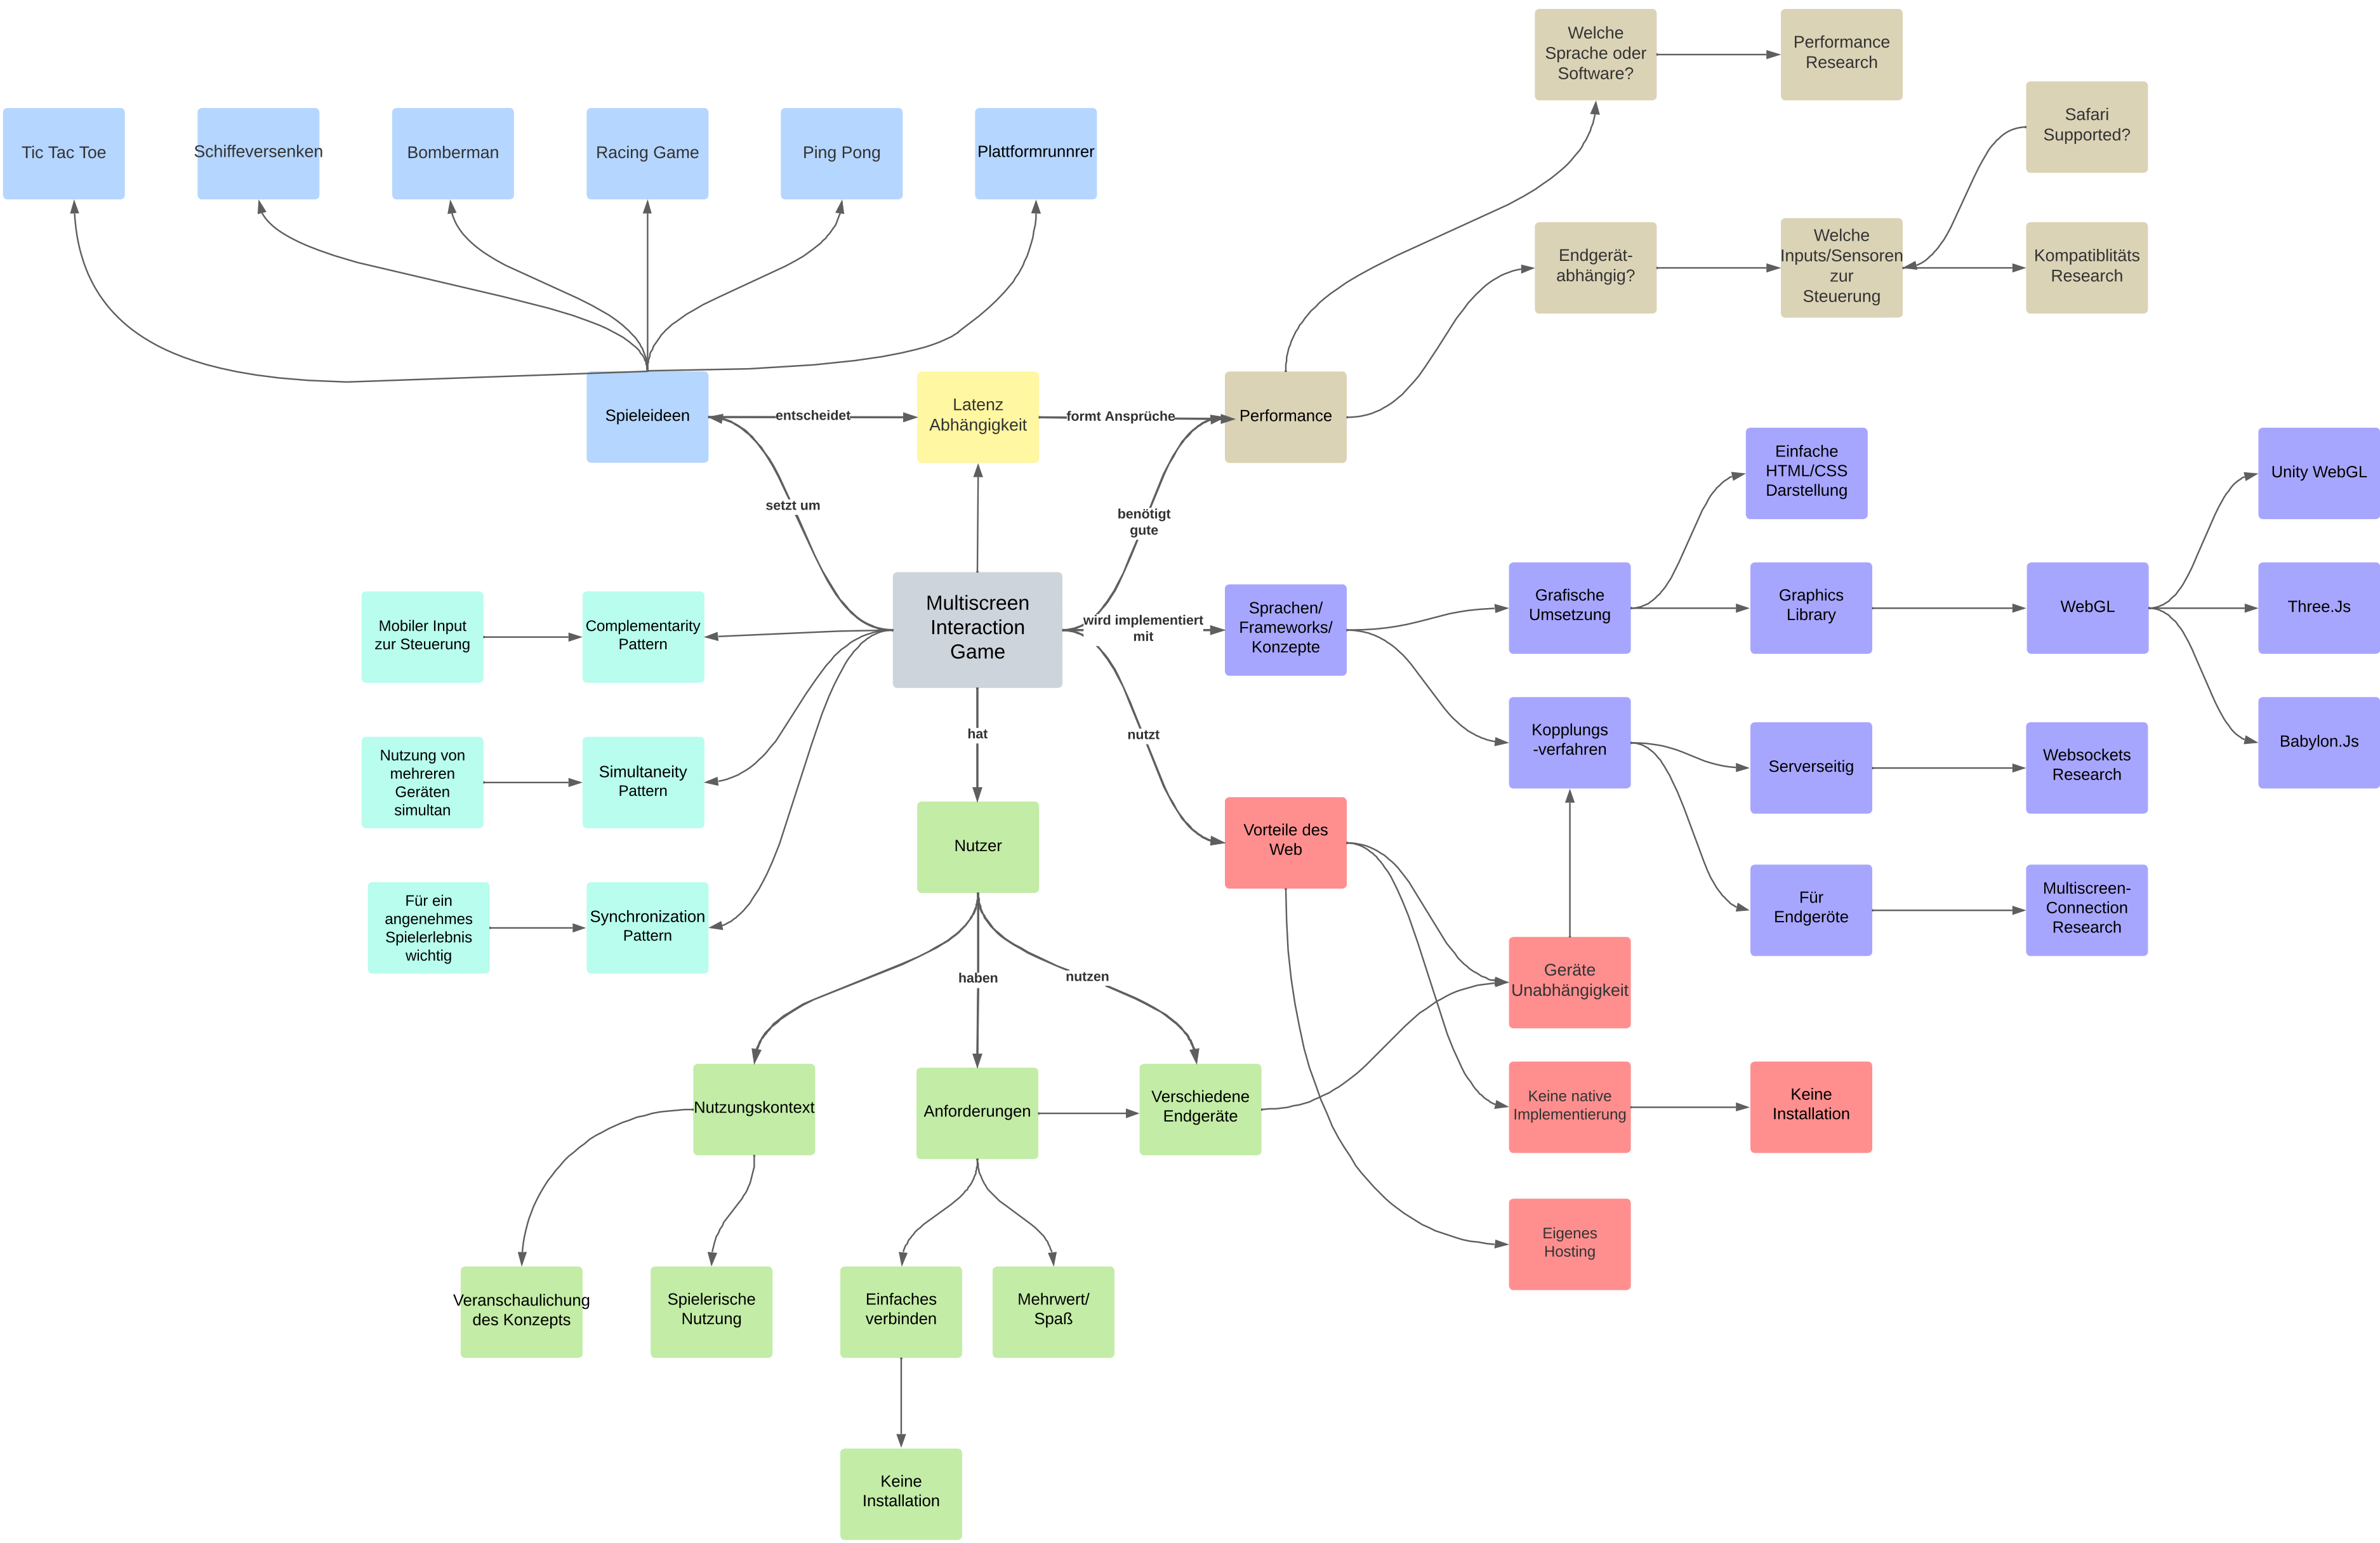 Welche
Sprache oder
Software?
Performance
Research
Safari
Supported?
Tic Tac Toe
Schiffeversenken
Bomberman
Racing Game
Ping Pong
Plattformrunnrer
Endgerät-
abhängig?
Welche
Inputs/Sensoren
zur
Steuerung
Kompatiblitäts
Research
Spieleideen
entscheidet
Latenz
Abhängigkeit
formt Ansprüche
Performance
setzt um
benötigt
gute
Einfache
HTML/CSS
Darstellung
Unity WebGL
Mobiler Input
zur Steuerung
Complementarity
Pattern
Multiscreen
Interaction
Game
wird implementiert
mit
Sprachen/
Frameworks/
Konzepte
Grafische
Umsetzung
Graphics
Library
WebGL
Three.Js
Nutzung von
mehreren
Geräten
simultan
Simultaneity
Pattern
hat
nutzt
Kopplungs
-verfahren
Serverseitig
Websockets
Research
Babylon.Js
Nutzer
Vorteile des
Web
Für ein
angenehmes
Spielerlebnis
wichtig
Synchronization
Pattern
Für
Endgeröte
Multiscreen-
Connection
Research
haben
nutzen
Geräte
Unabhängigkeit
Nutzungskontext
Anforderungen
Verschiedene
Endgeräte
Keine native
Implementierung
Keine
Installation
Eigenes
Hosting
Veranschaulichung
des Konzepts
Spielerische
Nutzung
Einfaches
verbinden
Mehrwert/
Spaß
Keine
Installation